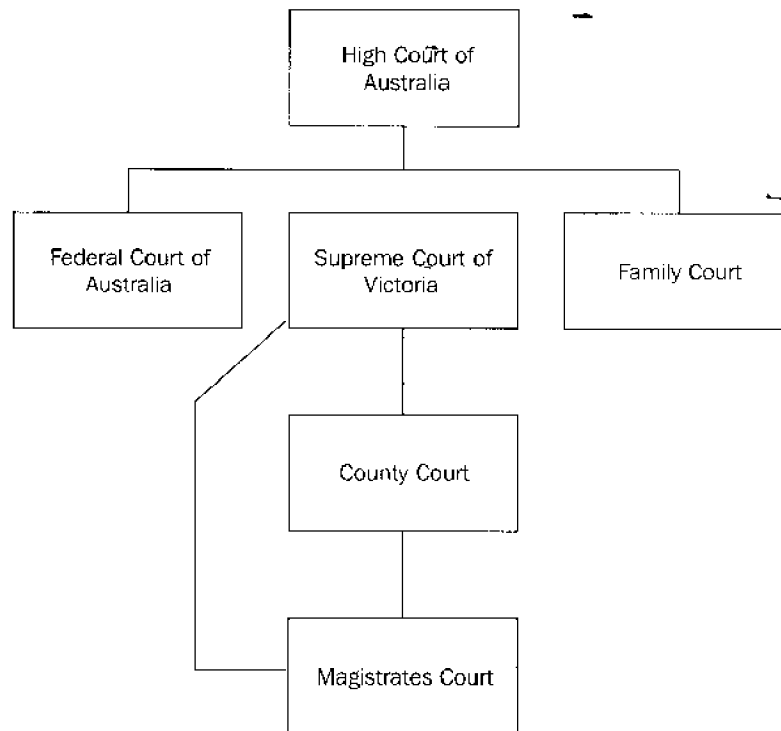 High Court of
Australia
Federal Court of
Australia
Supreme Court of
Victoria
Family Court
County Court
Magistrates Court